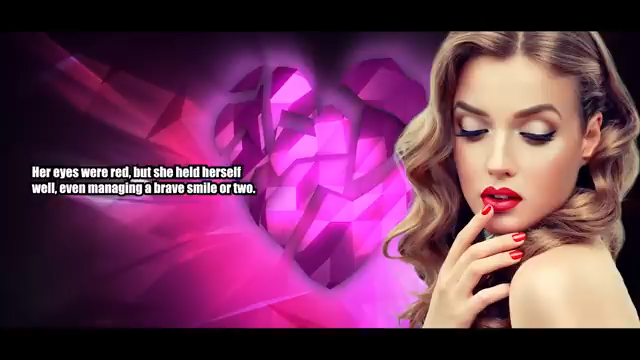 Her eyes were red, but she held herself
well, even managing a brave smile or two.